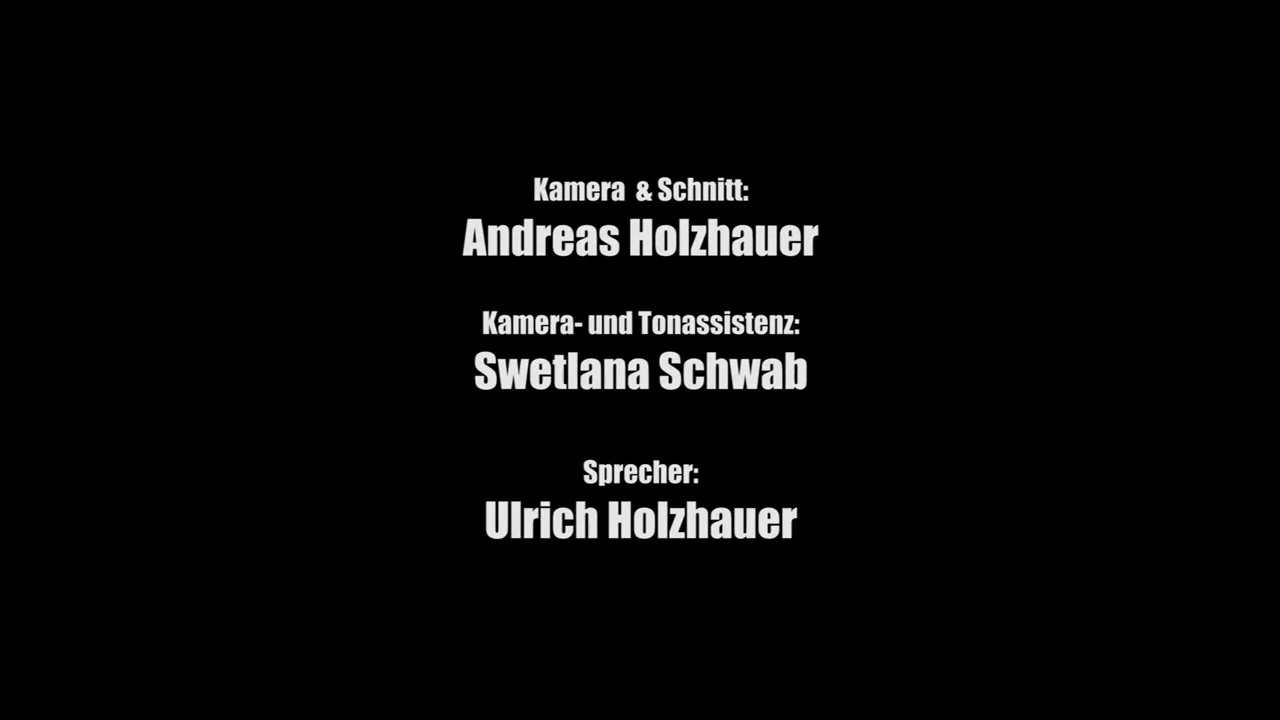 Kamera & Schnitt:
Andreas Holzhauer
Kamera- und Tonassistenz:
Swetlana Schwab
Sprecher:
Ulrich Holzhauer